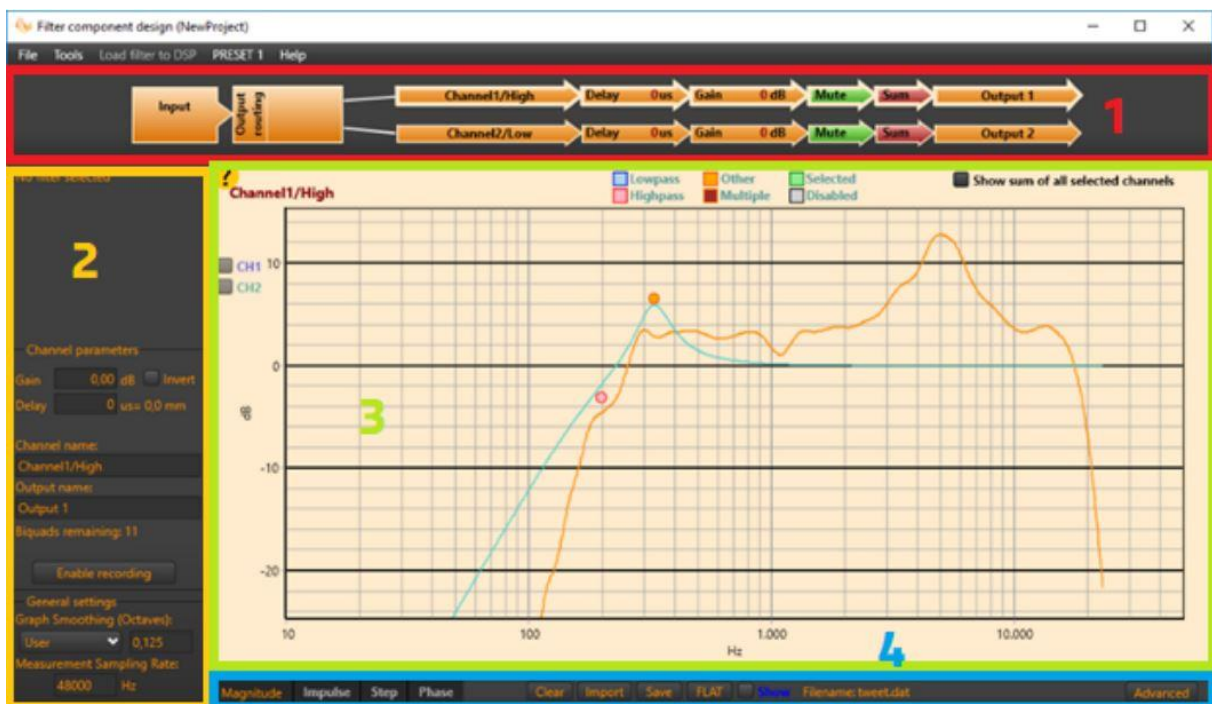 Filter component design (NewProject)
File Tools Load filter to DSP PRESET 1 Help
Input
Output routing
Channel1/High Delay 0us Gain 0 dB Mute Sum Output 1
Channel2/Low Delay 0us Gain 0 dB Mute Sum Output 2
1
No filter selected
2
Channel parameters
Gain 0,00 dB Invert
Delay 0 us= 0,0 mm
Channel name:
Channel1/High
Output name:
Output 1
Biquads remaining: 11
Enable recording
General settings
Graph Smoothing (Octaves):
User 0,125
Measurement Sampling Rate:
48000 Hz
?
Channel1/High
Lowpass Other Selected
Highpass Multiple Disabled
Show sum of all selected channels
CH1
CH2
10
0
-10
-20
dB
3
10 100 1.000 10.000
Hz
4
Magnitude Impulse Step Phase Clear Import Save FLAT Show Filename: tweet.dat Advanced